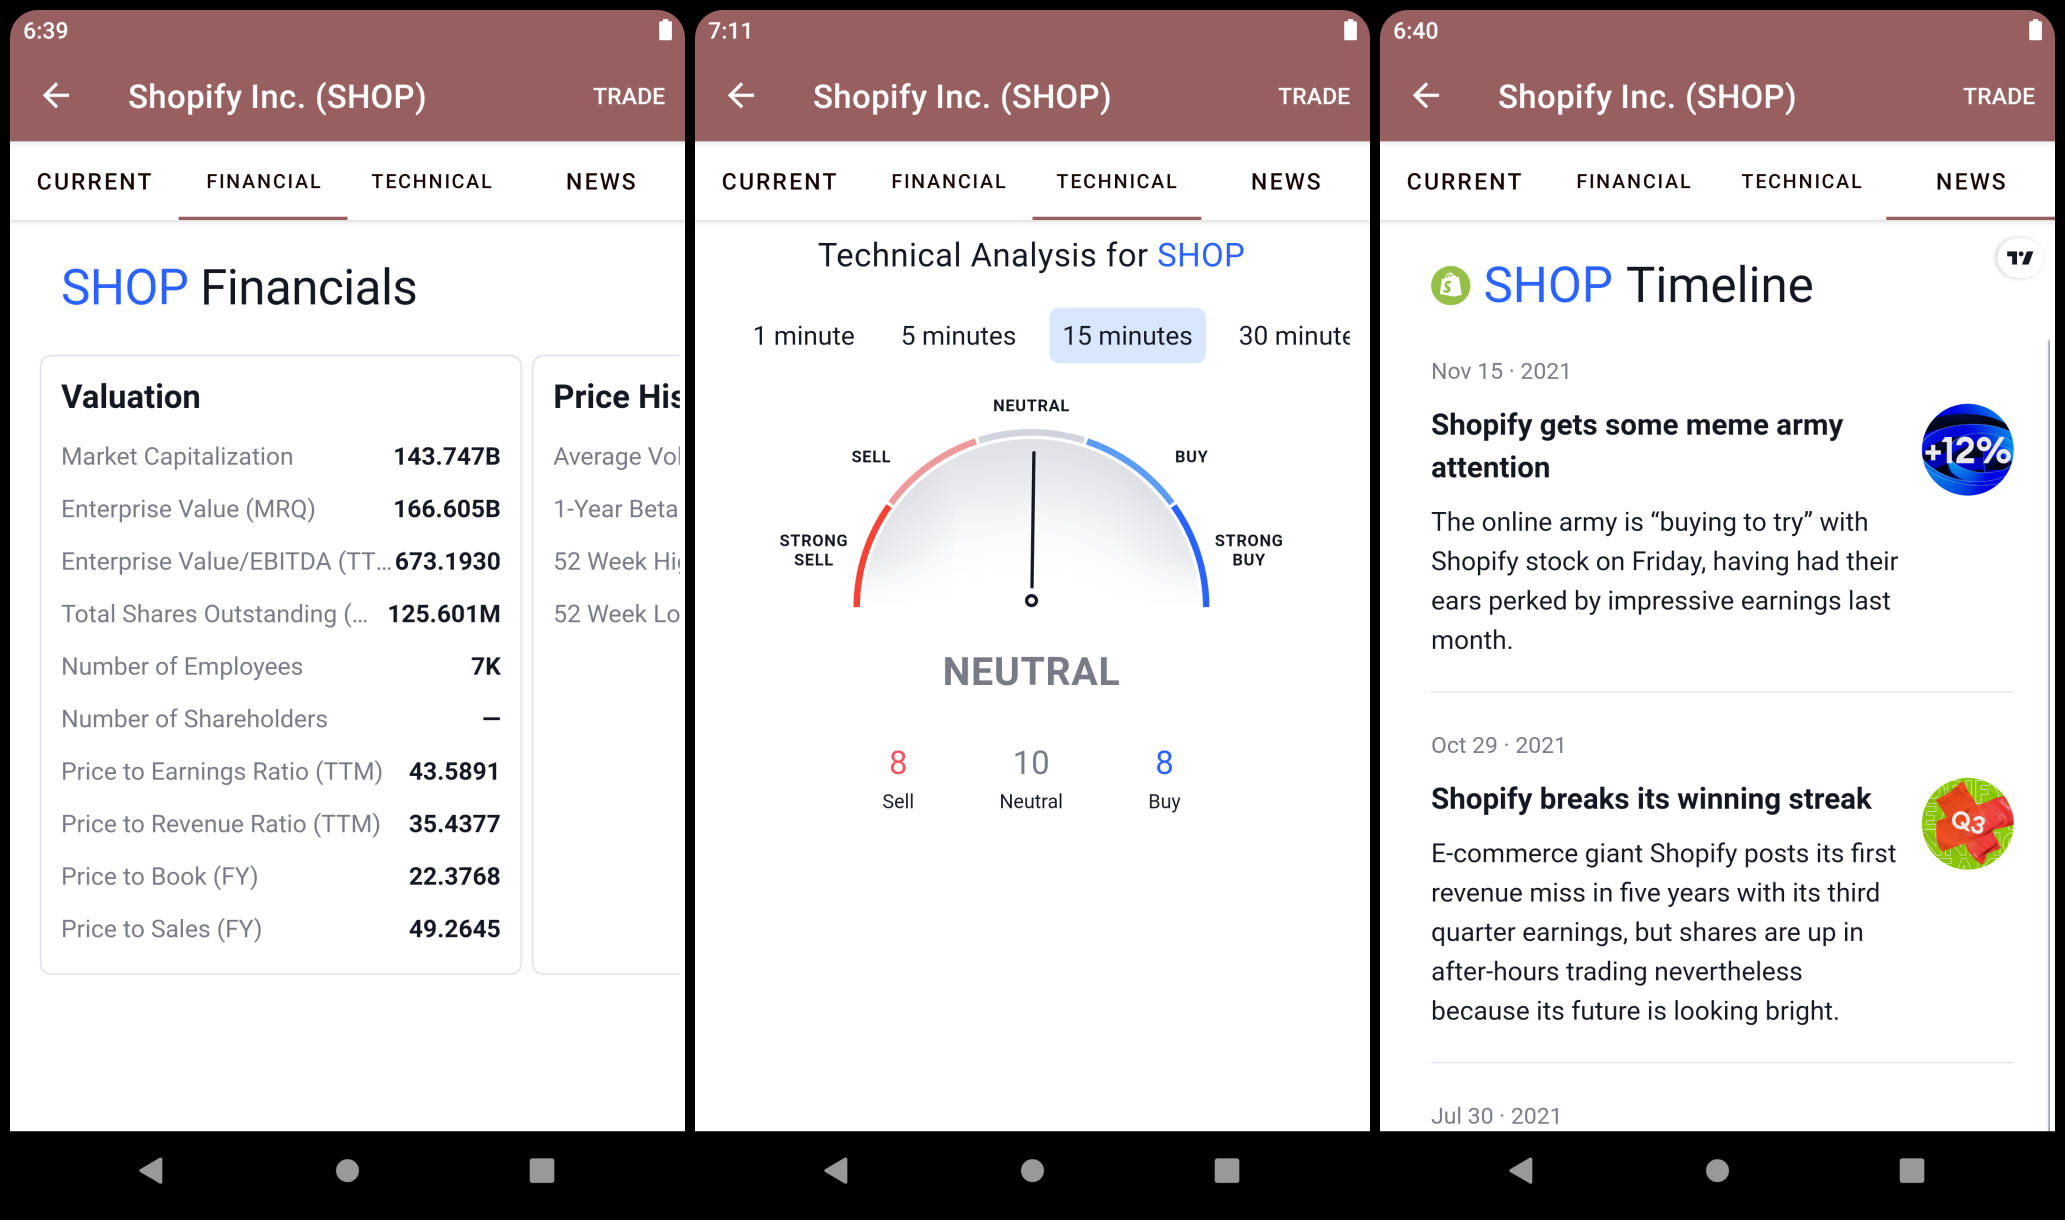 6:39
Shopify Inc. (SHOP)
TRADE
CURRENT
FINANCIAL
TECHNICAL
NEWS
SHOP Financials
Valuation
Market Capitalization 143.747B
Enterprise Value (MRQ) 166.605B
Enterprise Value/EBITDA (TT... 673.1930
Total Shares Outstanding (... 125.601M
Number of Employees 7K
Number of Shareholders —
Price to Earnings Ratio (TTM) 43.5891
Price to Revenue Ratio (TTM) 35.4377
Price to Book (FY) 22.3768
Price to Sales (FY) 49.2645
Price His
Average Vol
1-Year Beta
52 Week Hi
52 Week Lo
7:11
Shopify Inc. (SHOP)
TRADE
CURRENT
FINANCIAL
TECHNICAL
NEWS
Technical Analysis for SHOP
1 minute
5 minutes
15 minutes
30 minute
NEUTRAL
SELL
BUY
STRONG
SELL
STRONG
BUY
NEUTRAL
8
Sell
10
Neutral
8
Buy
6:40
Shopify Inc. (SHOP)
TRADE
CURRENT
FINANCIAL
TECHNICAL
NEWS
SHOP Timeline
Nov 15 · 2021
Shopify gets some meme army
attention
+12%
The online army is “buying to try” with
Shopify stock on Friday, having had their
ears perked by impressive earnings last
month.
Oct 29 · 2021
Shopify breaks its winning streak
Q3
E-commerce giant Shopify posts its first
revenue miss in five years with its third
quarter earnings, but shares are up in
after-hours trading nevertheless
because its future is looking bright.
Jul 30 · 2021